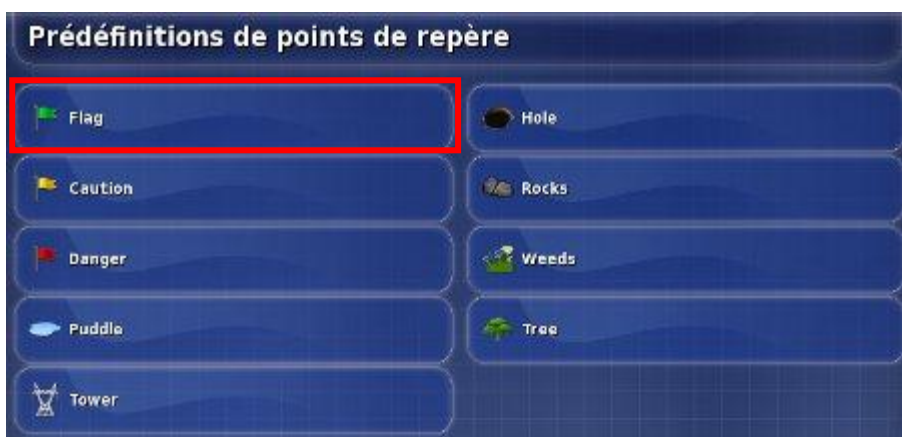 Prédéfinitions de points de repère
Flag
Hole
Caution
Rocks
Danger
Weeds
Puddle
Tree
Tower